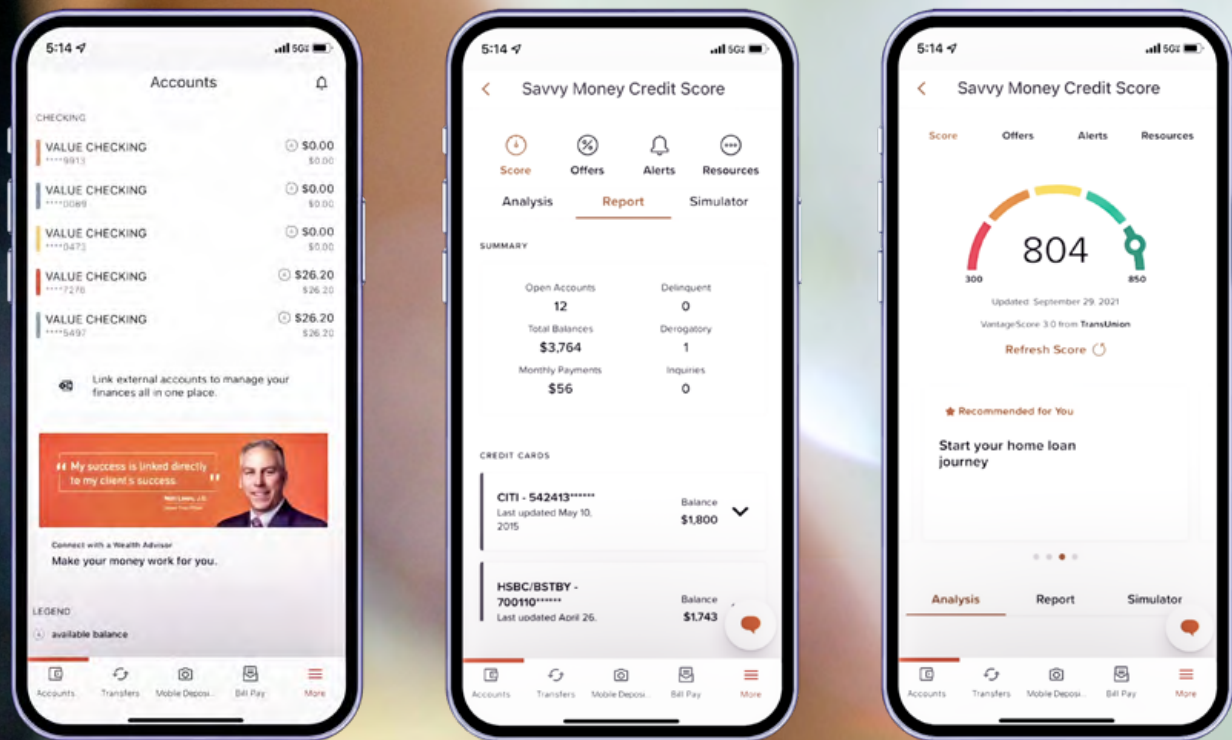 5:14
5GE
Accounts
CHECKING
VALUE CHECKING
$0.00
****9913
$0.00
VALUE CHECKING
$0.00
****0089
$0.00
VALUE CHECKING
$0.00
****0473
$0.00
VALUE CHECKING
$26.20
****7276
$26.20
VALUE CHECKING
$26.20
****5497
$26.20
Link external accounts to manage your
finances all in one place.
My success is linked directly
to my client's success.
Connect with a Wealth Advisor
Make your money work for you.
LEGEND
available balance
Accounts
Transfers
Mobile Deposi...
Bill Pay
More
5:14
5GE
Savvy Money Credit Score
Score
Offers
Alerts
Resources
Analysis
Report
Simulator
SUMMARY
Open Accounts
12
Delinquent
0
Total Balances
$3,764
Derogatory
1
Monthly Payments
$56
Inquiries
0
CREDIT CARDS
CITI - 542413******
Last updated May 10,
2015
Balance
$1,800
HSBC/BSTBY -
700110******
Last updated April 26,
Balance
$1,743
Accounts
Transfers
Mobile Deposi...
Bill Pay
More
5:14
5GE
Savvy Money Credit Score
Score
Offers
Alerts
Resources
804
300
850
Updated September 29, 2021
VantageScore 3.0 from TransUnion
Refresh Score
Recommended for You
Start your home loan
journey
Analysis
Report
Simulator
Accounts
Transfers
Mobile Deposi...
Bill Pay
More